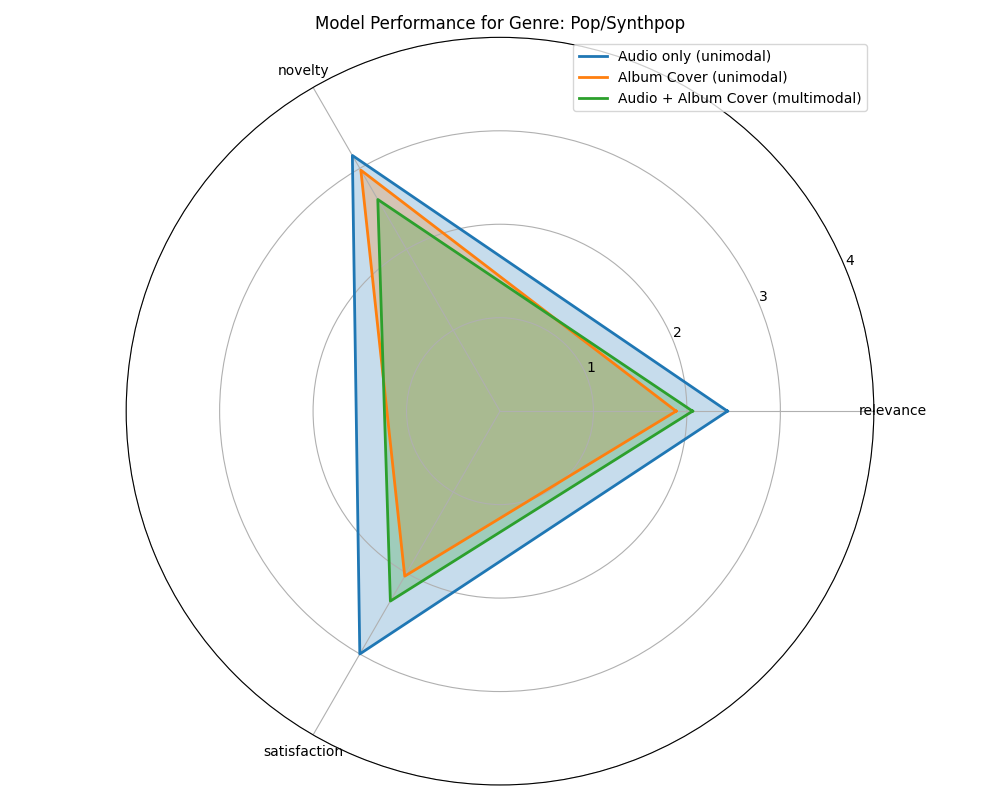 Model Performance for Genre: Pop/Synthpop
Audio only (unimodal)
Album Cover (unimodal)
Audio + Album Cover (multimodal)
novelty
4
3
2
1
relevance
satisfaction